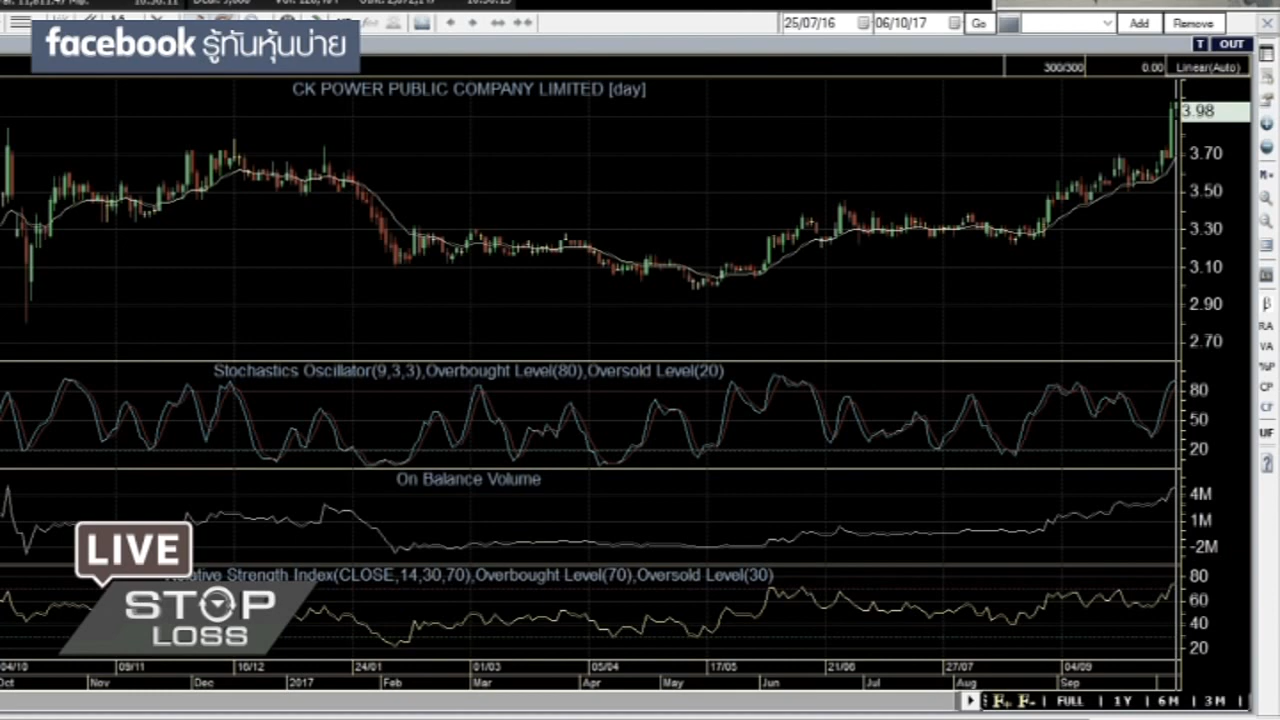 25/07/16 06/10/17 Go Add Remove
facebook รู้ทันหุ้นบ่าย
T OUT
300/300 0.00 Linear(Auto)
CK POWER PUBLIC COMPANY LIMITED [day]
3.98
3.70
3.50
3.30
3.10
2.90
2.70
Stochastics Oscillator(9,3,3),Overbought Level(80),Oversold Level(20)
80
50
20
On Balance Volume
4M
1M
-2M
LIVE
STOP
LOSS
Strength Index(CLOSE,14,30,70),Overbought Level(70),Oversold Level(30)
80
60
40
20
β
RA
VA
%P
CP
CF
UF
?
04/10 09/11 16/12 24/01 01/03 05/04 17/05 21/06 27/07 04/09
Oct Nov Dec 2017 Feb Mar Apr May Jun Jul Aug Sep
FULL 1Y 6M 3M